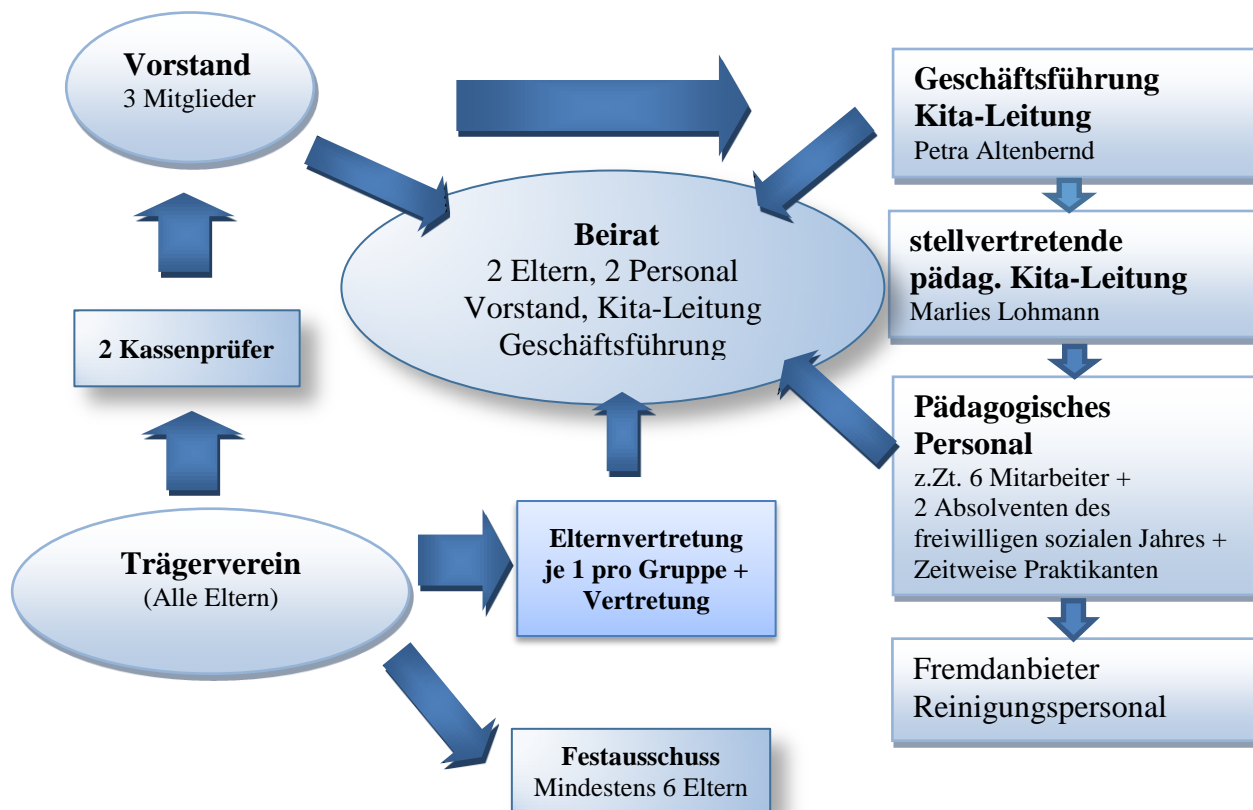 Vorstand
3 Mitglieder
Geschäftsführung
Kita-Leitung
Petra Altenbernd
Beirat
2 Eltern, 2 Personal
Vorstand, Kita-Leitung
Geschäftsführung
stellvertretende
pädag. Kita-Leitung
Marlies Lohmann
2 Kassenprüfer
Pädagogisches
Personal
z.Zt. 6 Mitarbeiter +
2 Absolventen des
freiwilligen sozialen Jahres +
Zeitweise Praktikanten
Trägerverein
(Alle Eltern)
Elternvertretung
je 1 pro Gruppe +
Vertretung
Fremdanbieter
Reinigungspersonal
Festausschuss
Mindestens 6 Eltern